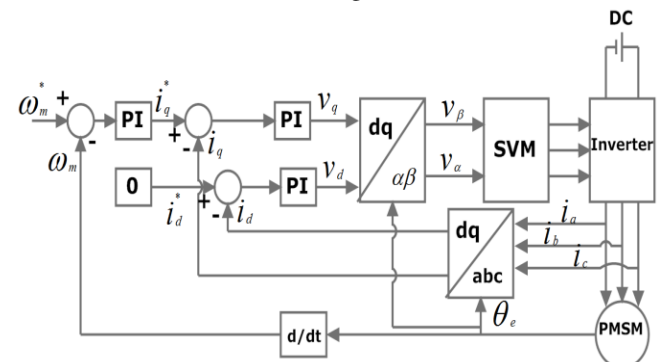 DC
ω*m + - PI i*q + - iq PI vq dq αβ vβ vα SVM Inverter
ωm
0 i*d + - id PI vd
dq abc
ia
ib
ic
θe
d/dt
PMSM